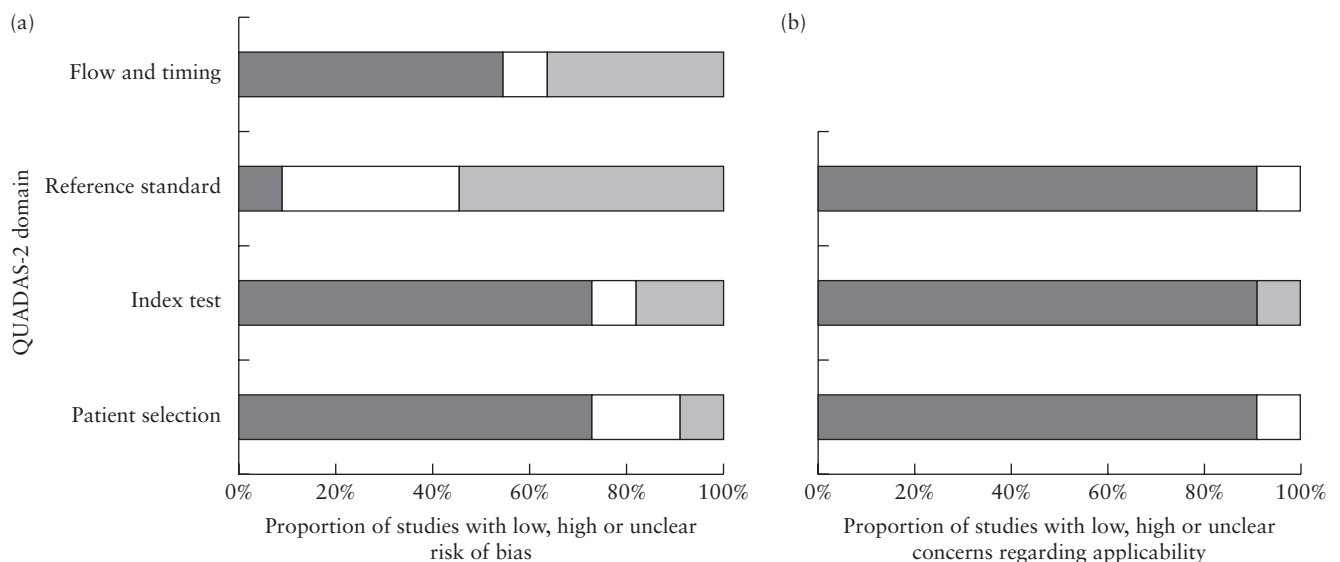 (a)
QUADAS-2 domain
Flow and timing
Reference standard
Index test
Patient selection
0% 20% 40% 60% 80% 100%
Proportion of studies with low, high or unclear
risk of bias
(b)
0% 20% 40% 60% 80% 100%
Proportion of studies with low, high or unclear
concerns regarding applicability